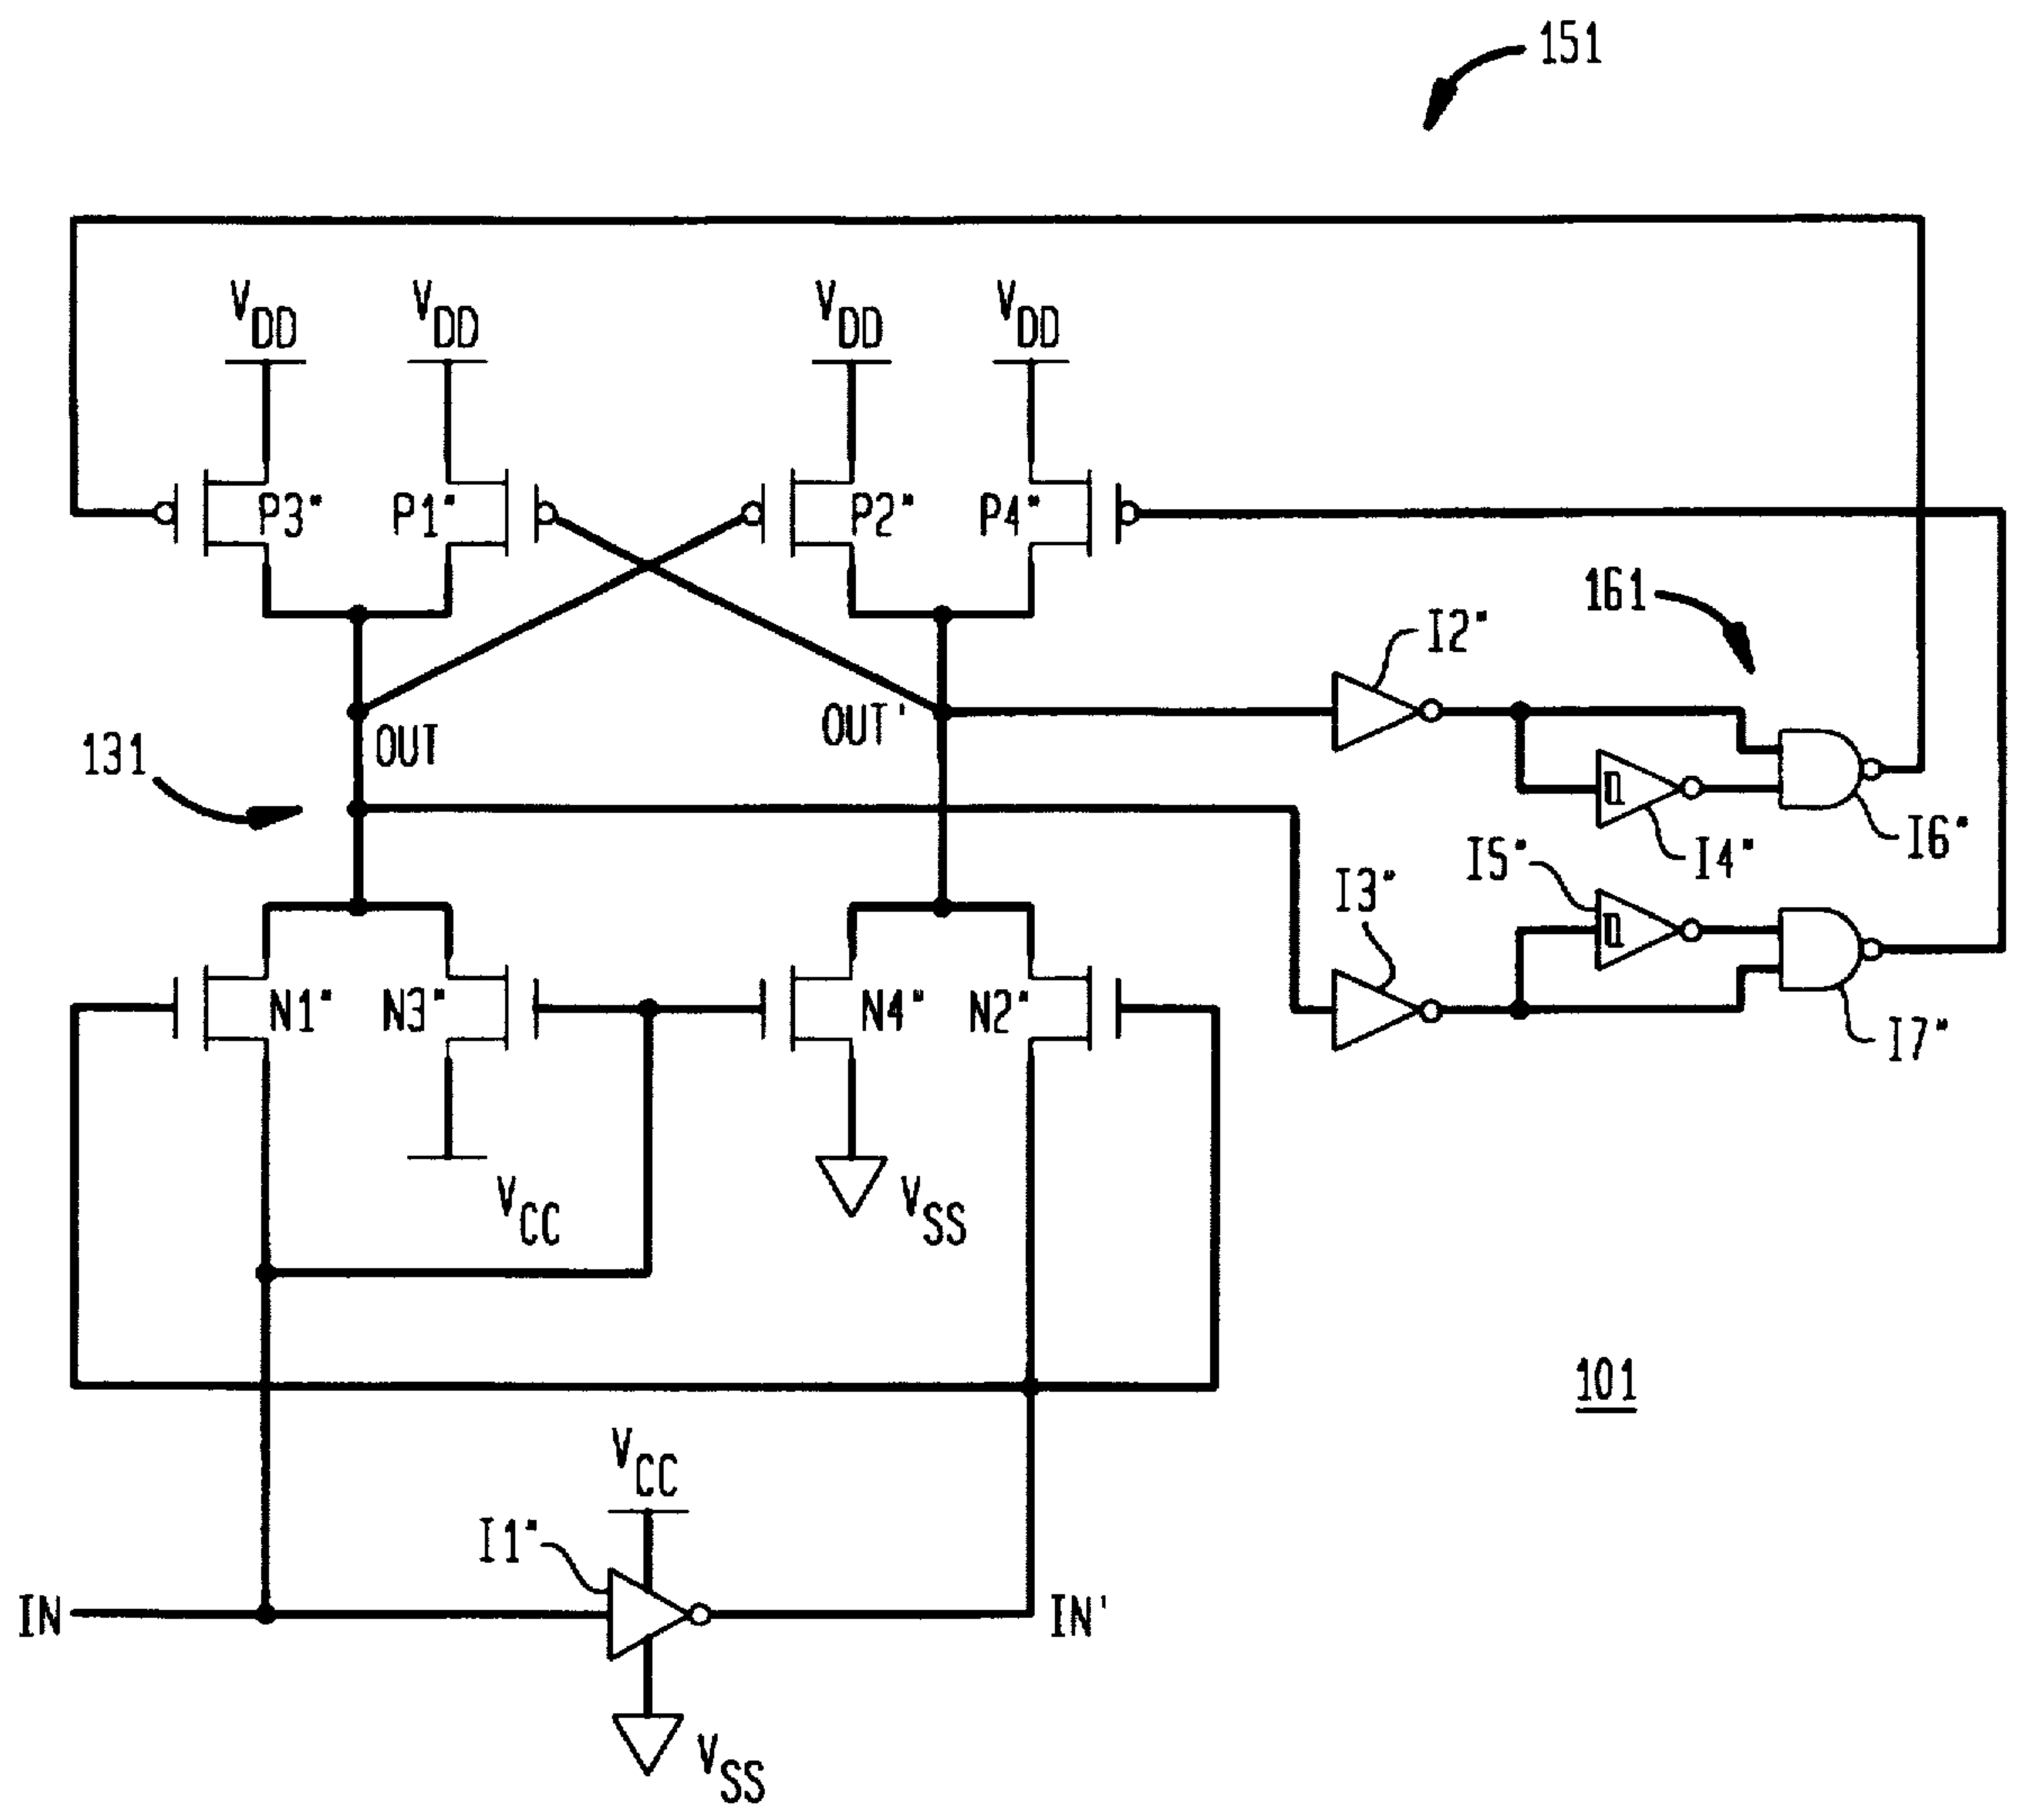 151
VDD VDD VDD VDD
P3" P1" P2" P4"
161
I2"
OUT OUT'
131
I6"
I4"
I5"
I3"
N1" N3" N4" N2"
I7"
VCC VSS
101
VCC
I1"
IN IN'
VSS